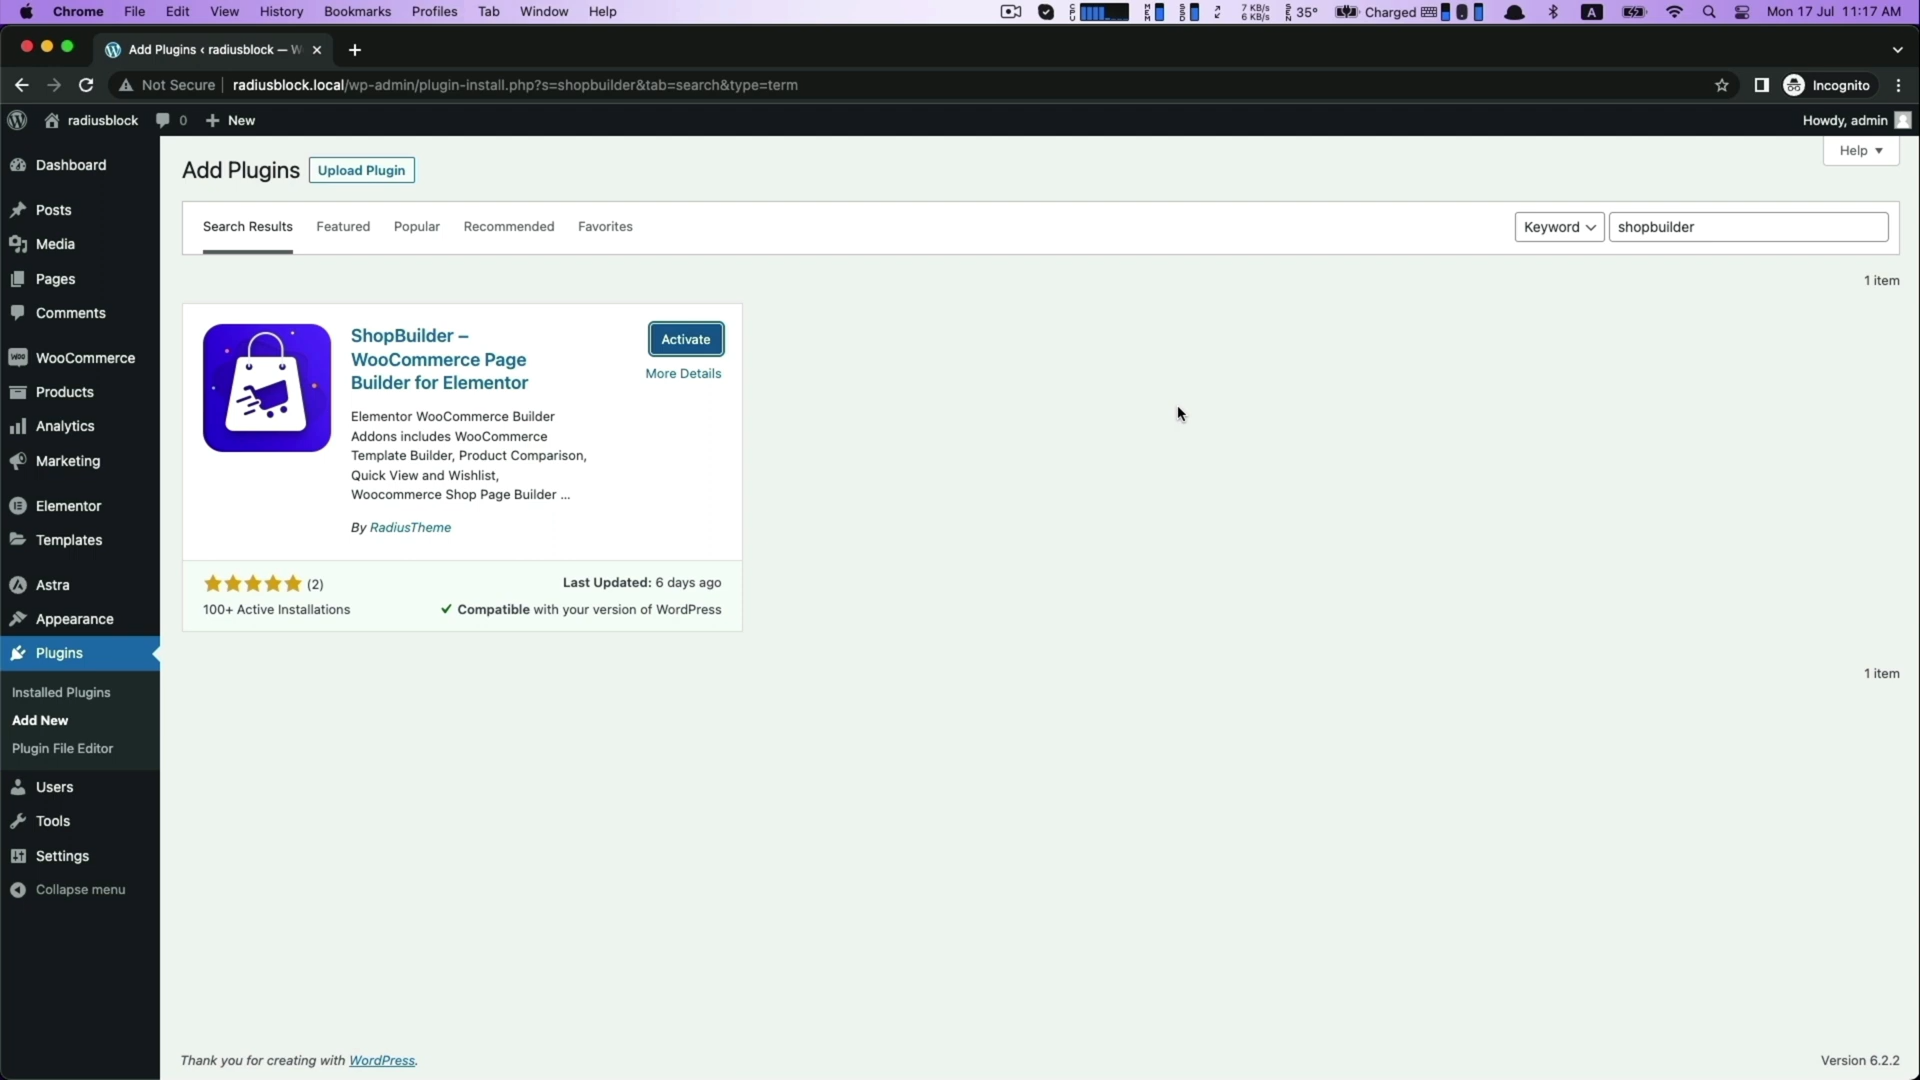 Chrome File Edit View History Bookmarks Profiles Tab Window Help 7 KB/s 6 KB/s 35° Charged A Mon 17 Jul 11:17 AM
Add Plugins ‹ radiusblock — W
Not Secure radiusblock.local/wp-admin/plugin-install.php?s=shopbuilder&tab=search&type=term Incognito
radiusblock 0 New Howdy, admin
Help
Add Plugins Upload Plugin
Search Results Featured Popular Recommended Favorites Keyword shopbuilder
1 item
Dashboard
Posts
Media
Pages
Comments
WooCommerce
Products
Analytics
Marketing
Elementor
Templates
Astra
Appearance
Plugins
Installed Plugins
Add New
Plugin File Editor
Users
Tools
Settings
Collapse menu
ShopBuilder –
WooCommerce Page
Builder for Elementor
Activate
More Details
Elementor WooCommerce Builder
Addons includes WooCommerce
Template Builder, Product Comparison,
Quick View and Wishlist,
Woocommerce Shop Page Builder ...
By RadiusTheme
(2) Last Updated: 6 days ago
100+ Active Installations Compatible with your version of WordPress
1 item
Thank you for creating with WordPress. Version 6.2.2